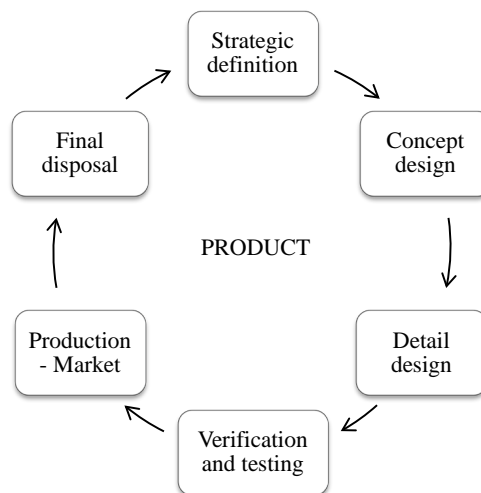 Strategic
definition
Concept
design
Detail
design
Verification
and testing
Production
- Market
Final
disposal
PRODUCT